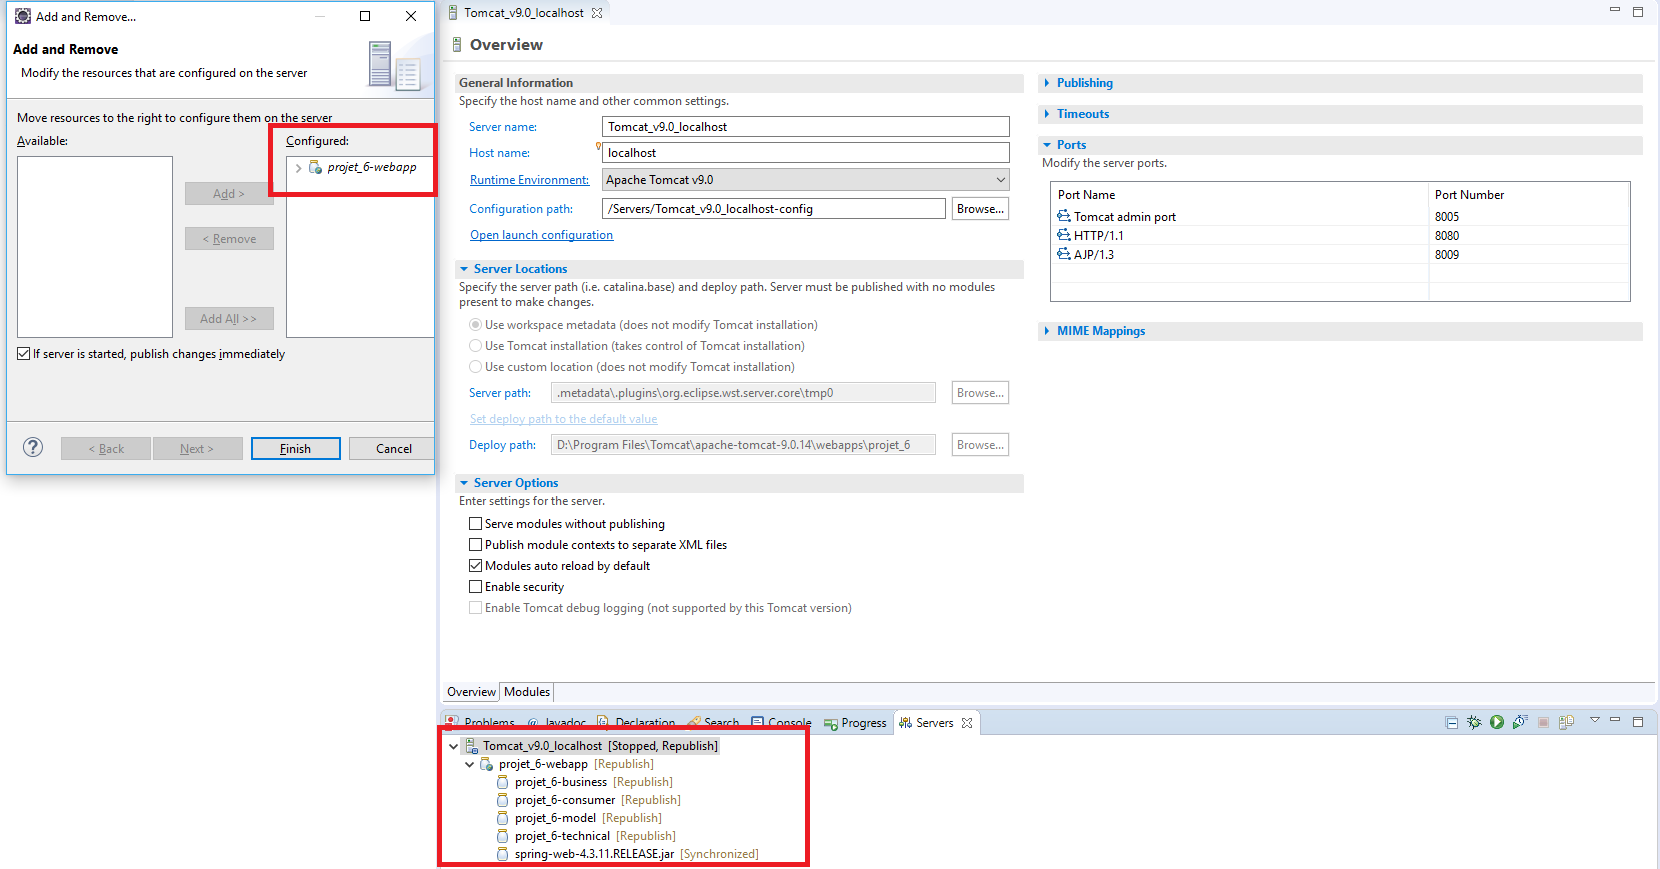 Add and Remove...
Add and Remove
Modify the resources that are configured on the server
Move resources to the right to configure them on the server
Available:
Configured:
projet_6-webapp
Add >
< Remove
Add All >>
If server is started, publish changes immediately
?
< Back
Next >
Finish
Cancel
Tomcat_v9.0_localhost
Overview
General Information
Specify the host name and other common settings.
Server name:
Tomcat_v9.0_localhost
Host name:
localhost
Runtime Environment:
Apache Tomcat v9.0
Configuration path:
/Servers/Tomcat_v9.0_localhost-config
Browse...
Open launch configuration
Server Locations
Specify the server path (i.e. catalina.base) and deploy path. Server must be published with no modules
present to make changes.
Use workspace metadata (does not modify Tomcat installation)
Use Tomcat installation (takes control of Tomcat installation)
Use custom location (does not modify Tomcat installation)
Server path:
.metadata\.plugins\org.eclipse.wst.server.core\tmp0
Browse...
Set deploy path to the default value
Deploy path:
D:\Program Files\Tomcat\apache-tomcat-9.0.14\webapps\projet_6
Browse...
Server Options
Enter settings for the server.
Serve modules without publishing
Publish module contexts to separate XML files
Modules auto reload by default
Enable security
Enable Tomcat debug logging (not supported by this Tomcat version)
Publishing
Timeouts
Ports
Modify the server ports.
Port Name Port Number
Tomcat admin port 8005
HTTP/1.1 8080
AJP/1.3 8009
MIME Mappings
Overview Modules
Problems @ Javadoc Declaration Search Console Progress Servers
Tomcat_v9.0_localhost [Stopped, Republish]
projet_6-webapp [Republish]
projet_6-business [Republish]
projet_6-consumer [Republish]
projet_6-model [Republish]
projet_6-technical [Republish]
spring-web-4.3.11.RELEASE.jar [Synchronized]